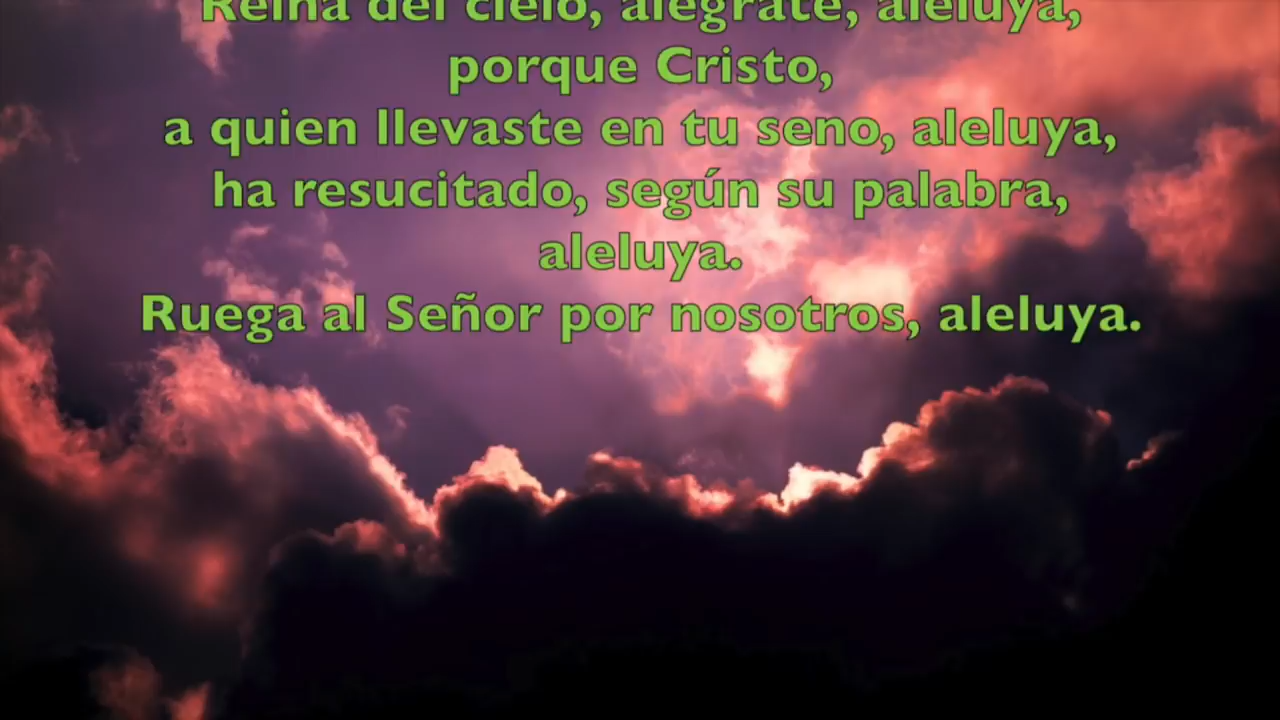 Reina del cielo, alégrate, aleluya,
porque Cristo,
a quien llevaste en tu seno, aleluya,
ha resucitado, según su palabra,
aleluya.
Ruega al Señor por nosotros, aleluya.